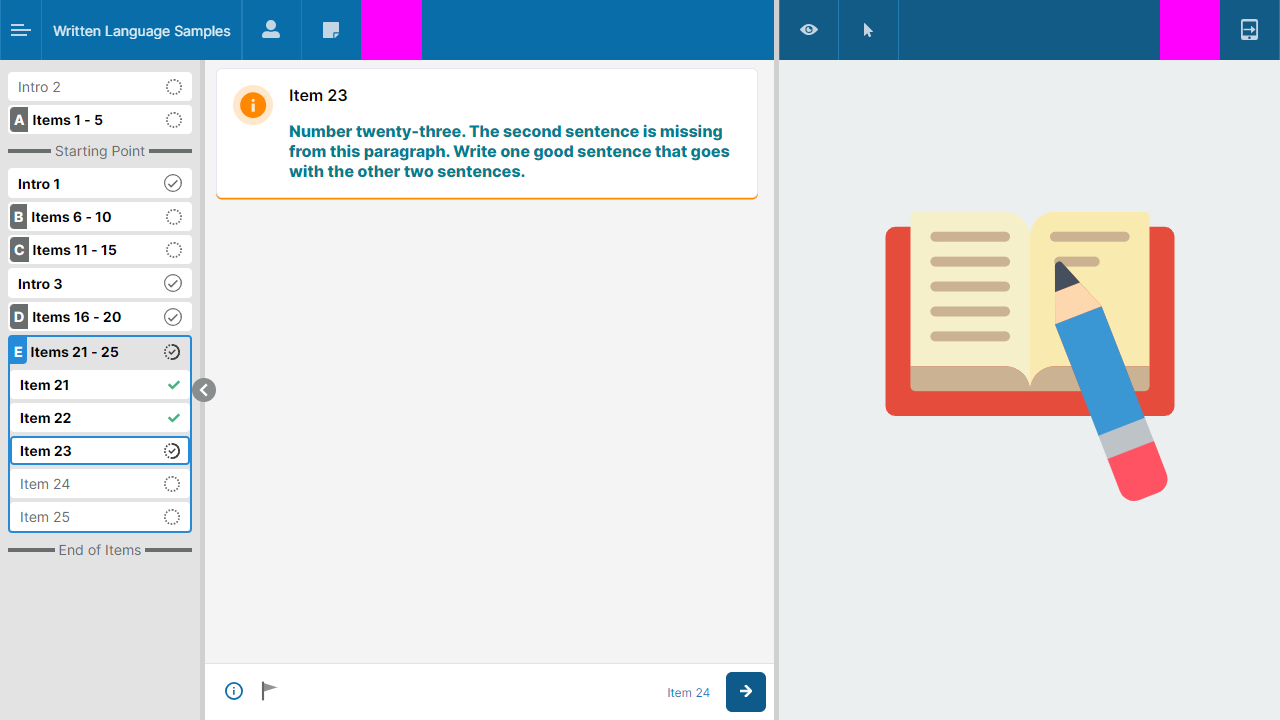 Written Language Samples
Intro 2
A Items 1 - 5
Starting Point
Intro 1
B Items 6 - 10
C Items 11 - 15
Intro 3
D Items 16 - 20
E Items 21 - 25
Item 21
Item 22
Item 23
Item 24
Item 25
End of Items
Item 23
Number twenty-three. The second sentence is missing
from this paragraph. Write one good sentence that goes
with the other two sentences.
Item 24